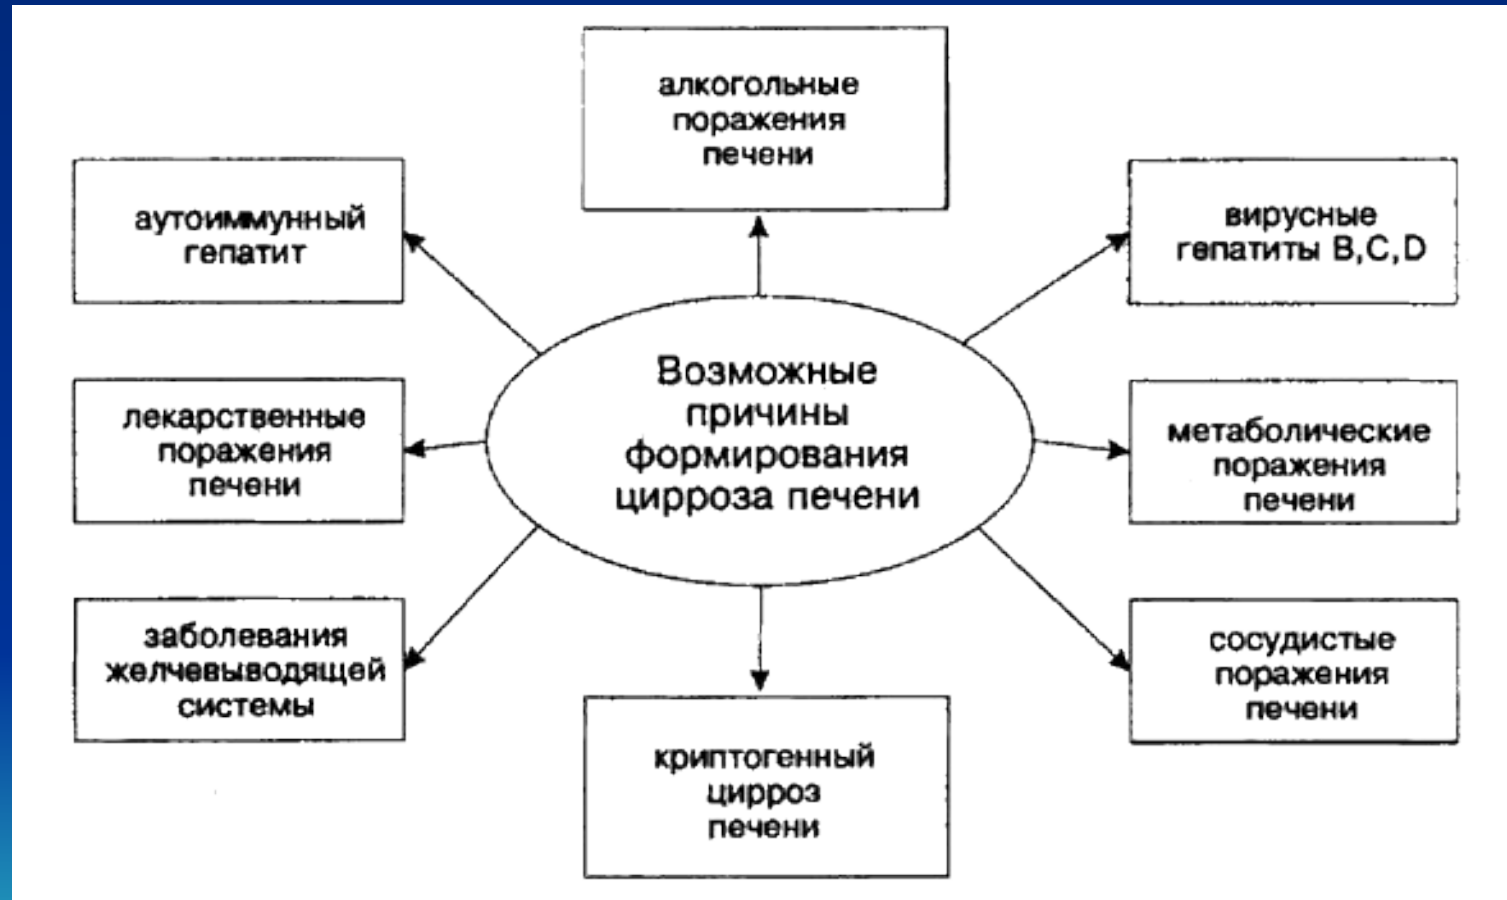 алкогольные
поражения
печени
аутоиммунный
гепатит
вирусные
гепатиты B,C,D
Возможные
причины
формирования
цирроза печени
лекарственные
поражения
печени
метаболические
поражения
печени
заболевания
желчевыводящей
системы
сосудистые
поражения
печени
криптогенный
цирроз
печени